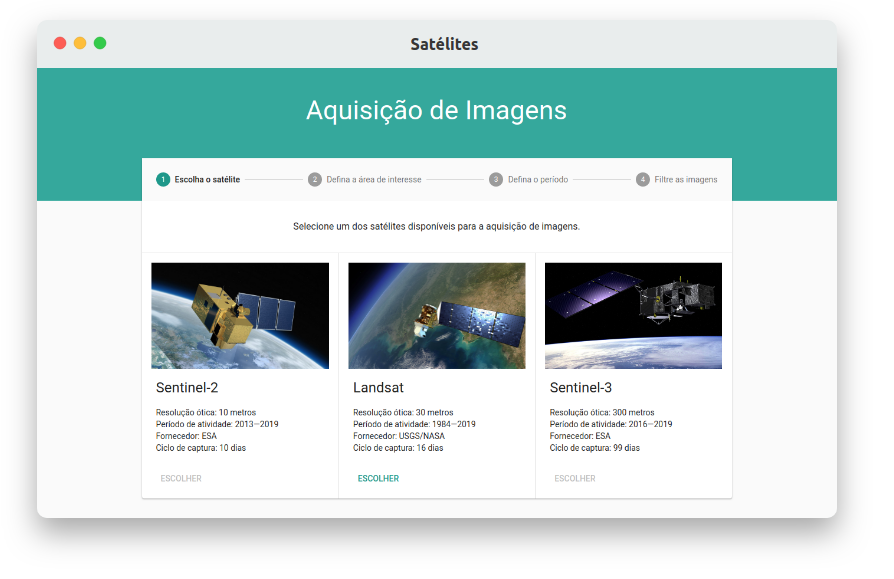 Satélites
Aquisição de Imagens
1 Escolha o satélite 2 Defina a área de interesse 3 Defina o período 4 Filtre as imagens
Selecione um dos satélites disponíveis para a aquisição de imagens.
Sentinel-2
Resolução ótica: 10 metros
Período de atividade: 2013—2019
Fornecedor: ESA
Ciclo de captura: 10 dias
ESCOLHER
Landsat
Resolução ótica: 30 metros
Período de atividade: 1984—2019
Fornecedor: USGS/NASA
Ciclo de captura: 16 dias
ESCOLHER
Sentinel-3
Resolução ótica: 300 metros
Período de atividade: 2016—2019
Fornecedor: ESA
Ciclo de captura: 99 dias
ESCOLHER